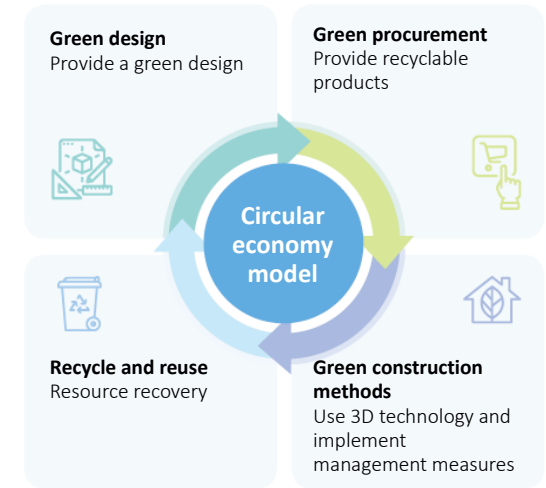 Green design
Provide a green design
Green procurement
Provide recyclable
products
Circular
economy
model
Recycle and reuse
Resource recovery
Green construction
methods
Use 3D technology and
implement
management measures